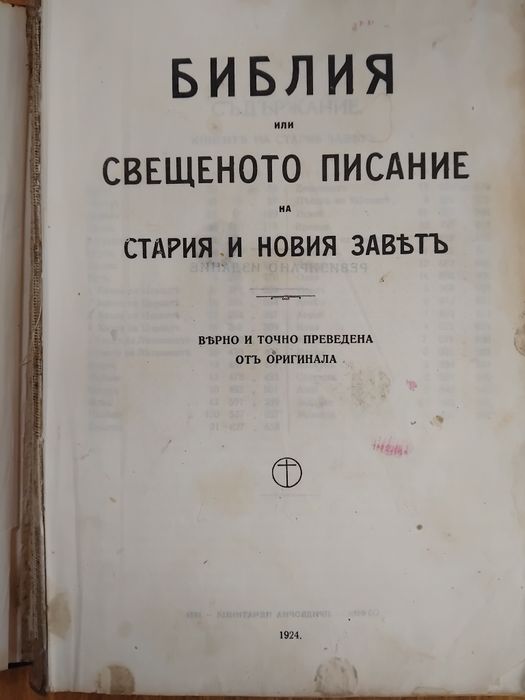 БИБЛИЯ
ИЛИ
СВЕЩЕНОТО ПИСАНИЕ
НА
СТАРИЯ И НОВИЯ ЗАВѢТЪ
ВѢРНО И ТОЧНО ПРЕВЕДЕНА
ОТЪ ОРИГИНАЛА
1924.